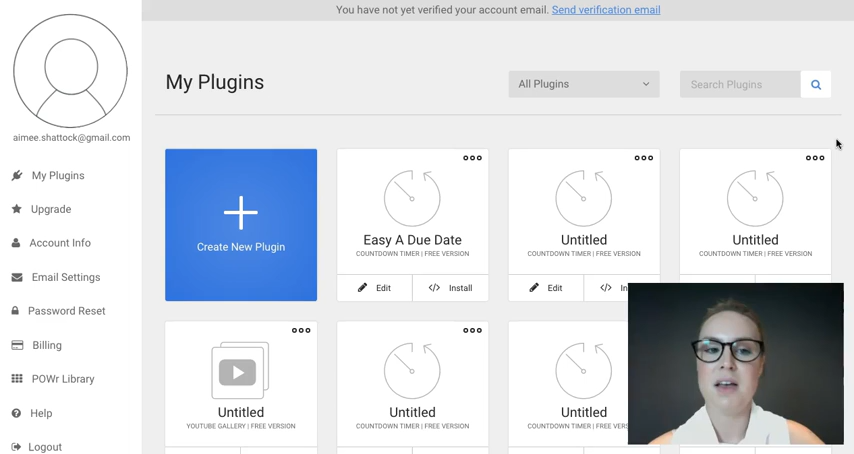 You have not yet verified your account email. Send verification email
aimee.shattock@gmail.com
My Plugins
Upgrade
Account Info
Email Settings
Password Reset
Billing
POWr Library
Help
Logout
My Plugins
All Plugins
Search Plugins
Create New Plugin
Easy A Due Date
COUNTDOWN TIMER | FREE VERSION
Edit
Install
Untitled
COUNTDOWN TIMER | FREE VERSION
Edit
Untitled
COUNTDOWN TIMER | FREE VERSION
Untitled
YOUTUBE GALLERY | FREE VERSION
Untitled
COUNTDOWN TIMER | FREE VERSION
Untitled
COUNTDOWN TIMER | FREE